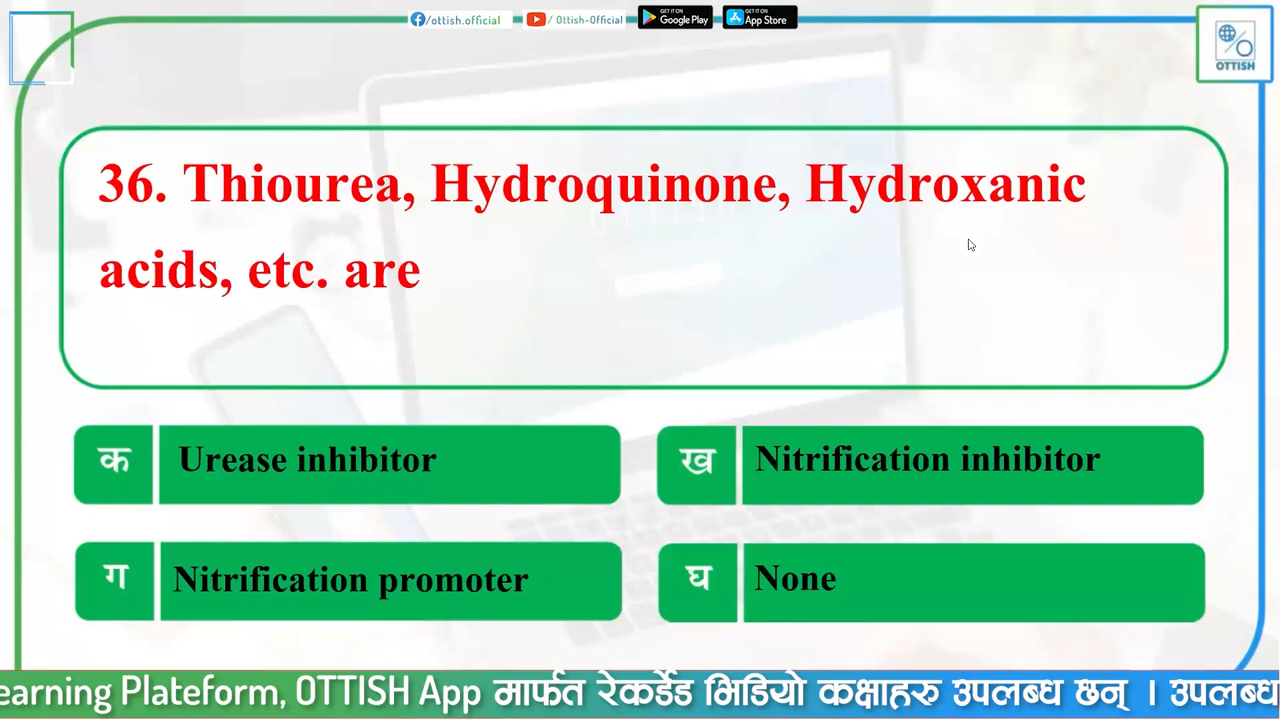 /ottish.official
/ Ottish-Official
GET IT ON
Google Play
GET IT ON
App Store
OTTISH
36. Thiourea, Hydroquinone, Hydroxanic
acids, etc. are
क Urease inhibitor
ख Nitrification inhibitor
ग Nitrification promoter
घ None
earning Plateform, OTTISH App मार्फत रेकर्डेड भिडियो कक्षाहरु उपलब्ध छन् । उपलब्ध